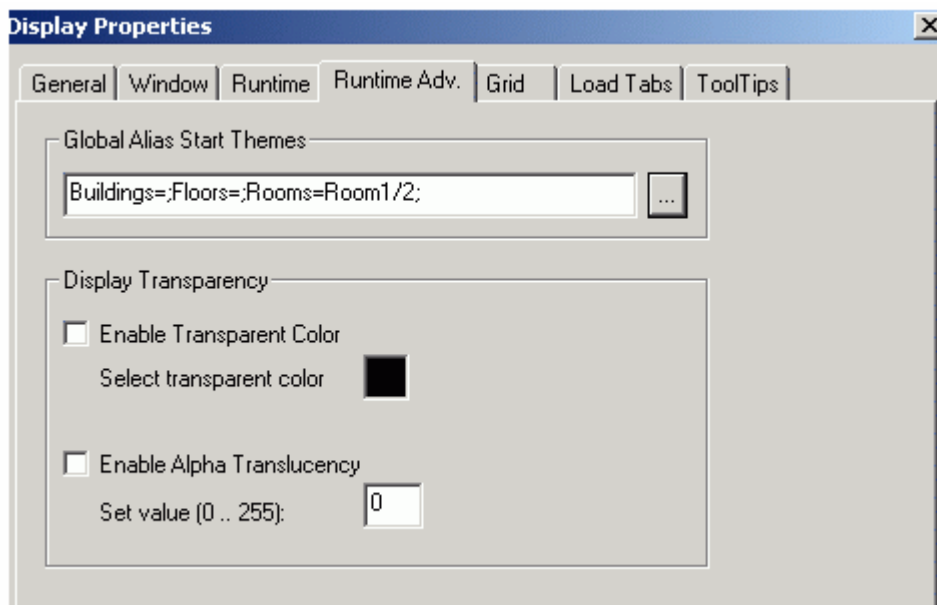 Display Properties
General Window Runtime Runtime Adv. Grid Load Tabs ToolTips
Global Alias Start Themes
Buildings=;Floors=;Rooms=Room1/2;
...
Display Transparency
Enable Transparent Color
Select transparent color
Enable Alpha Translucency
Set value (0 .. 255):
0